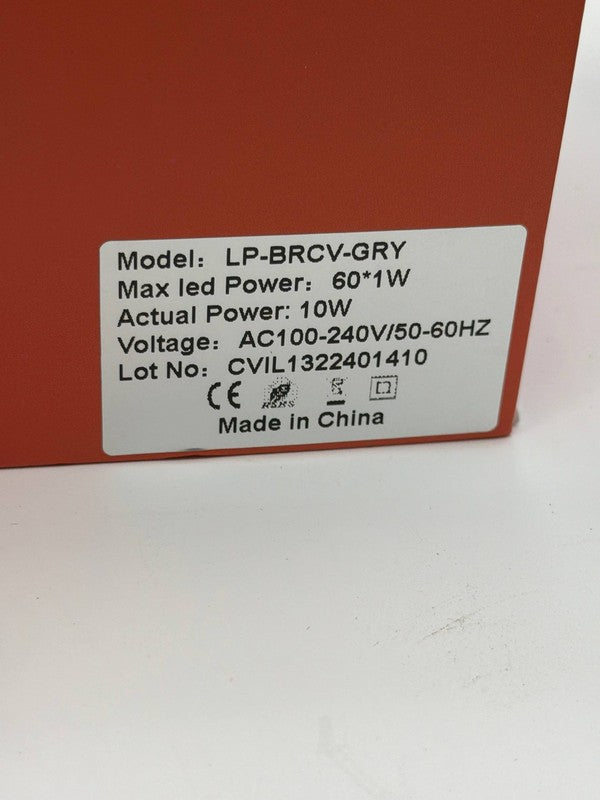 Model： LP-BRCV-GRY
Max led Power： 60*1W
Actual Power: 10W
Voltage： AC100-240V/50-60HZ
Lot No： CVIL1322401410
CE RoHS
Made in China